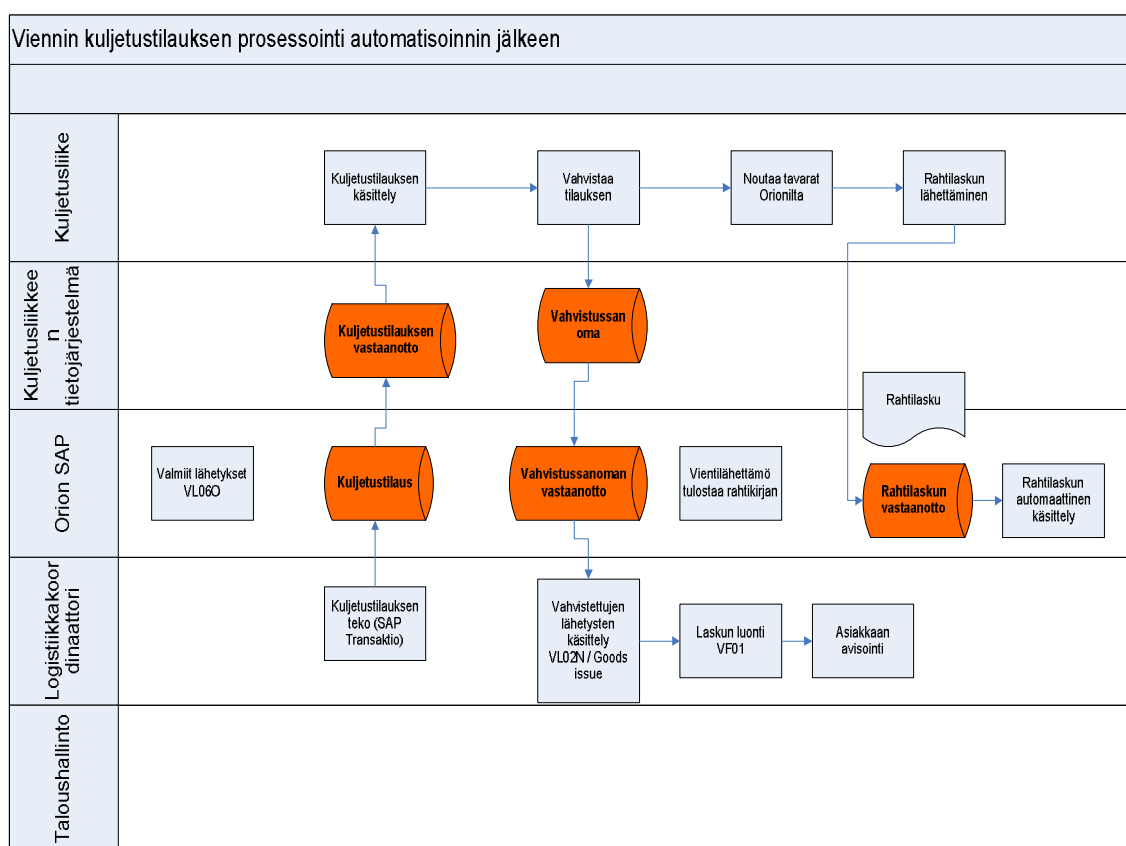 Viennin kuljetustilauksen prosessointi automatisoinnin jälkeen
Kuljetusliike
Kuljetustilauksen
käsittely
Vahvistaa
tilauksen
Noutaa tavarat
Orionilta
Rahtilaskun
lähettäminen
Kuljetusliikkee
n
tietojärjestelmä
Kuljetustilauksen
vastaanotto
Vahvistussan
oma
Rahtilasku
Orion SAP
Valmiit lähetykset
VL06O
Kuljetustilaus
Vahvistussanoman
vastaanotto
Vientilähettämö
tulostaa rahtikirjan
Rahtilaskun
vastaanotto
Rahtilaskun
automaattinen
käsittely
Logistiikkakoor
dinaattori
Kuljetustilauksen
teko (SAP
Transaktio)
Vahvistettujen
lähetysten
käsittely
VL02N / Goods
issue
Laskun luonti
VF01
Asiakkaan
avisointi
Taloushallinto